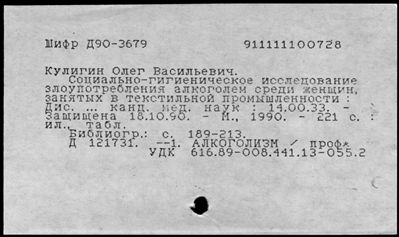 Шифр Д90-3679 911111100728
Кулигин Олег Васильевич.
Социально-гигиеническое исследование
злоупотребления алкоголем среди женщин,
занятых в текстильной промышленности :
Дис. ... канд. мед. наук : 14.00.33. -
Защищена 18.10.90. - М., 1990. - 221 с. :
ил., табл.
Библиогр.: с. 189-213.
Д 121731. --1. АЛКОГОЛИЗМ / проф*
УДК 616.89-008.441.13-055.2